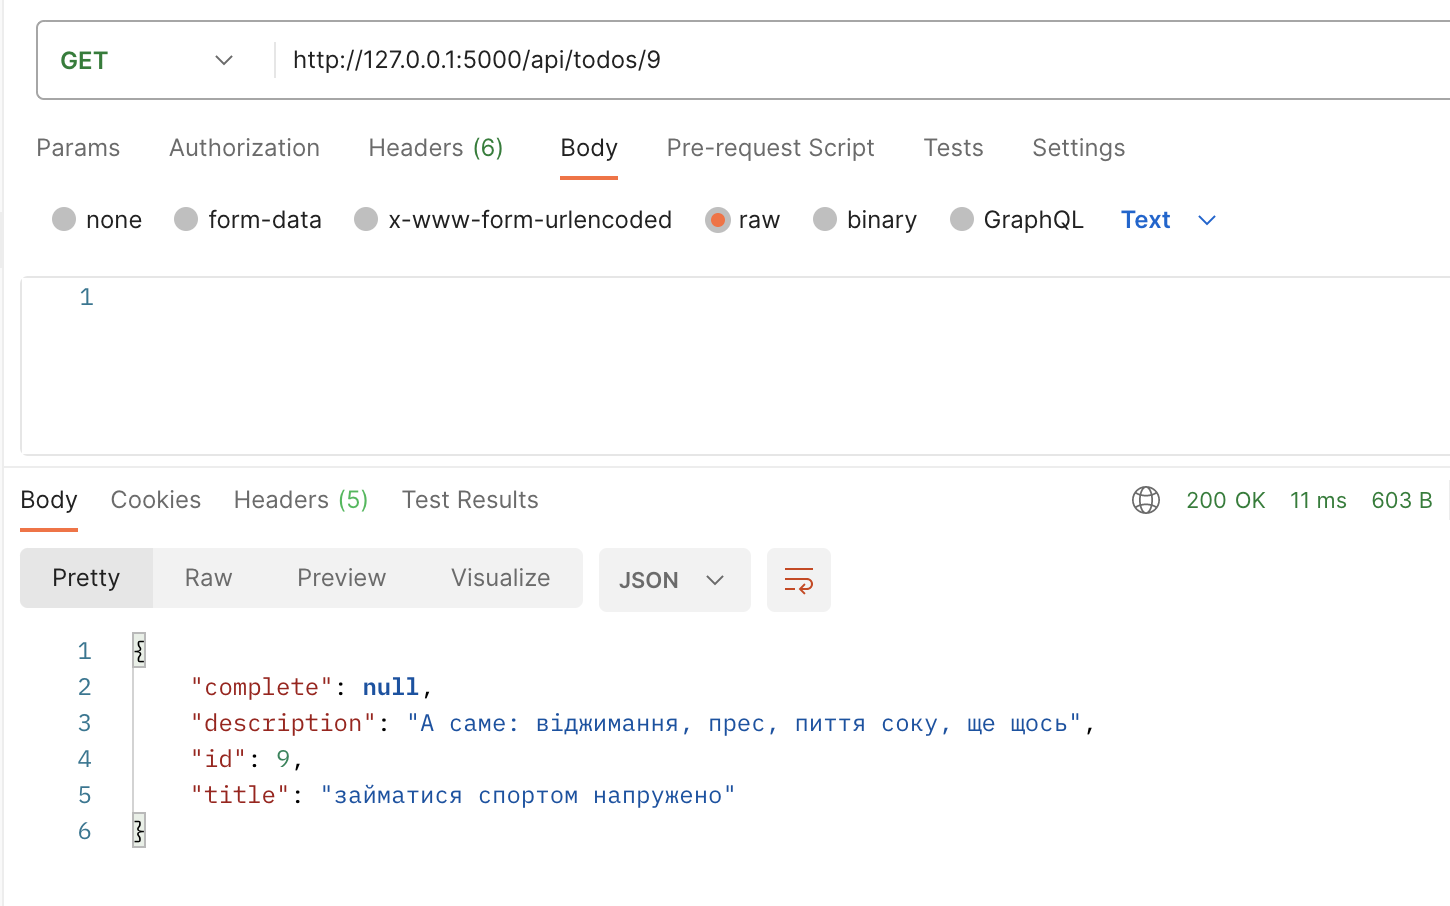 GET http://127.0.0.1:5000/api/todos/9
Params Authorization Headers (6) Body Pre-request Script Tests Settings
none form-data x-www-form-urlencoded raw binary GraphQL Text
1
Body Cookies Headers (5) Test Results 200 OK 11 ms 603 B
Pretty Raw Preview Visualize JSON
1 {
2 "complete": null,
3 "description": "А саме: віджимання, прес, пиття соку, ще щось",
4 "id": 9,
5 "title": "займатися спортом напружено"
6 }